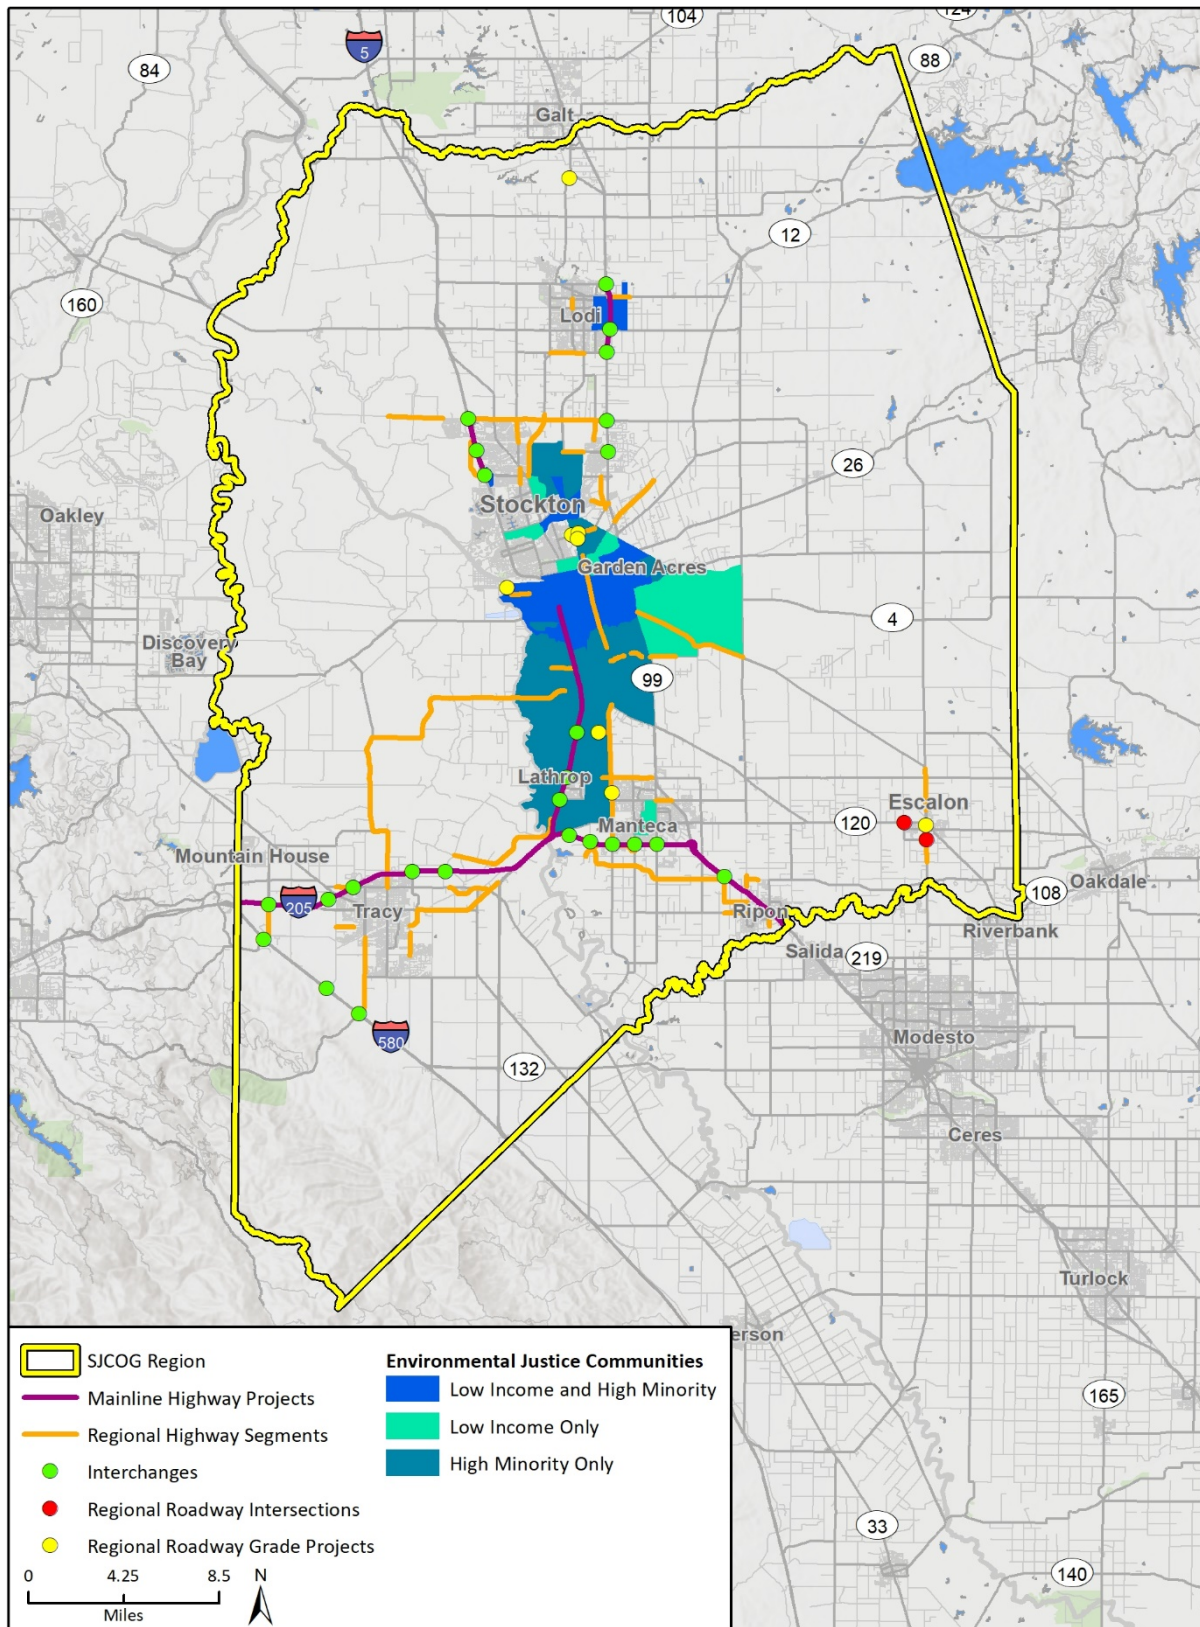 104
124
5
84
88
Galt
12
160
Lodi
26
Stockton
Oakley
Garden Acres
4
Discovery
Bay
99
Lathrop
Escalon
120
Manteca
Mountain House
108
Oakdale
205
Tracy
Ripon
Riverbank
Salida
219
580
Modesto
132
Ceres
Turlock
erson
165
33
140
SJCOG Region
Mainline Highway Projects
Regional Highway Segments
Interchanges
Regional Roadway Intersections
Regional Roadway Grade Projects
Environmental Justice Communities
Low Income and High Minority
Low Income Only
High Minority Only
0 4.25 8.5
Miles
N